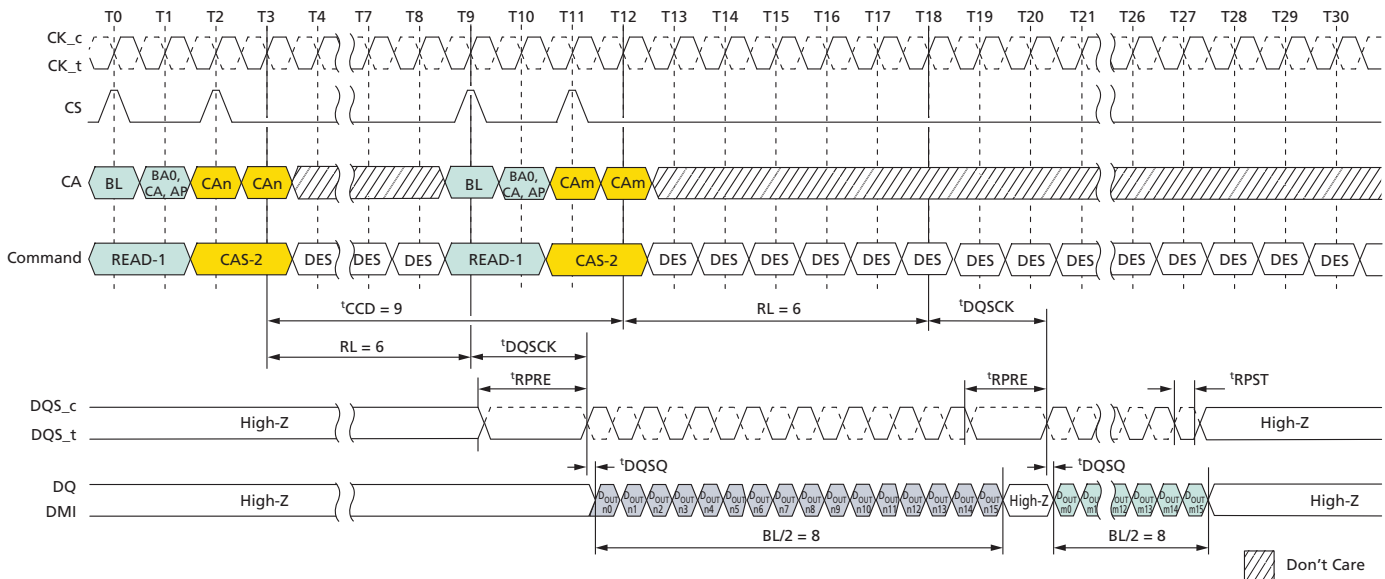 T0 T1 T2 T3 T4 T7 T8 T9 T10 T11 T12 T13 T14 T15 T16 T17 T18 T19 T20 T21 T26 T27 T28 T29 T30
CK_c
CK_t
CS
CA BL BA0, CA, AP CAn CAn BL BA0, CA, AP CAm CAm
Command READ-1 CAS-2 DES DES DES READ-1 CAS-2 DES DES DES DES DES DES DES DES DES DES DES DES DES DES
tCCD = 9 RL = 6 tDQSCK
RL = 6 tDQSCK
tRPRE tRPRE tRPST
DQS_c
DQS_t
High-Z High-Z
tDQSQ tDQSQ
DQ
DMI
High-Z DOUT n0 DOUT n1 DOUT n2 DOUT n3 DOUT n4 DOUT n5 DOUT n6 DOUT n7 DOUT n8 DOUT n9 DOUT n10 DOUT n11 DOUT n12 DOUT n13 DOUT n14 DOUT n15 High-Z DOUT m0 DOUT m1 DOUT m12 DOUT m13 DOUT m14 DOUT m15 High-Z
BL/2 = 8 BL/2 = 8
Don't Care